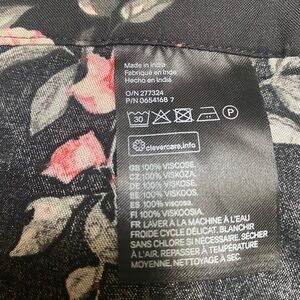 Made in India
Fabriqué en Inde
Hecho en India
O/N 277324
P/N 0654168 7
30
P
clevercare.info
GB 100% VISCOSE.
CZ 100% VISKÓZA.
DE 100% VISKOSE.
EE 100% VISKOOS.
ES 100% VISCOSA.
FI 100% VISKOOSIA.
FR LAVER À LA MACHINE À L'EAU
FROIDE CYCLE DÉLICAT. BLANCHIR
SANS CHLORE SI NÉCESSAIRE. SÉCHER
À L'AIR. REPASSER À TEMPÉRATURE
MOYENNE. NETTOYAGE À SEC.